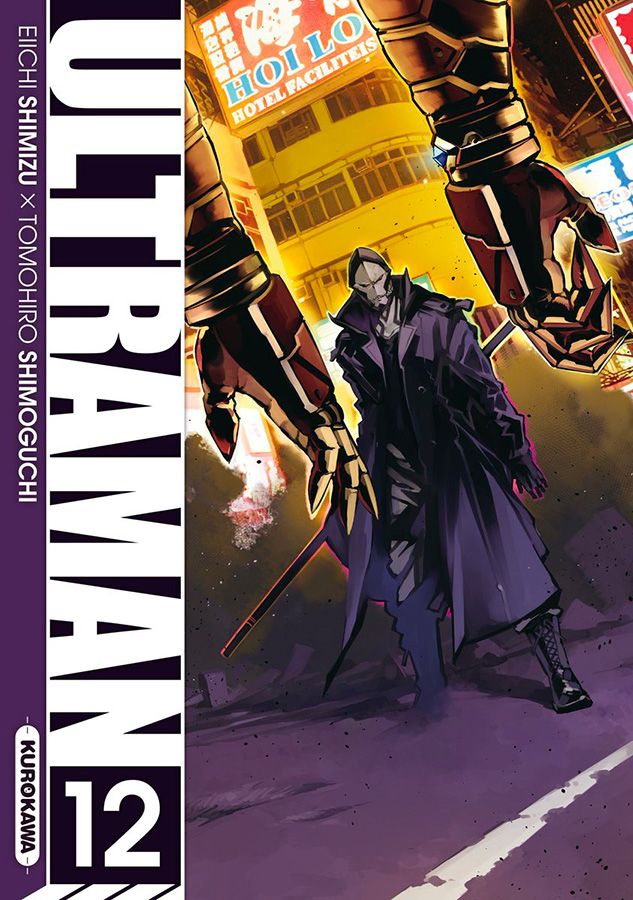 EIICHI SHIMIZU × TOMOHIRO SHIMOGUCHI
ULTRAMAN
12
KUROKAWA
HOI LO
HOTEL FACILITEIS